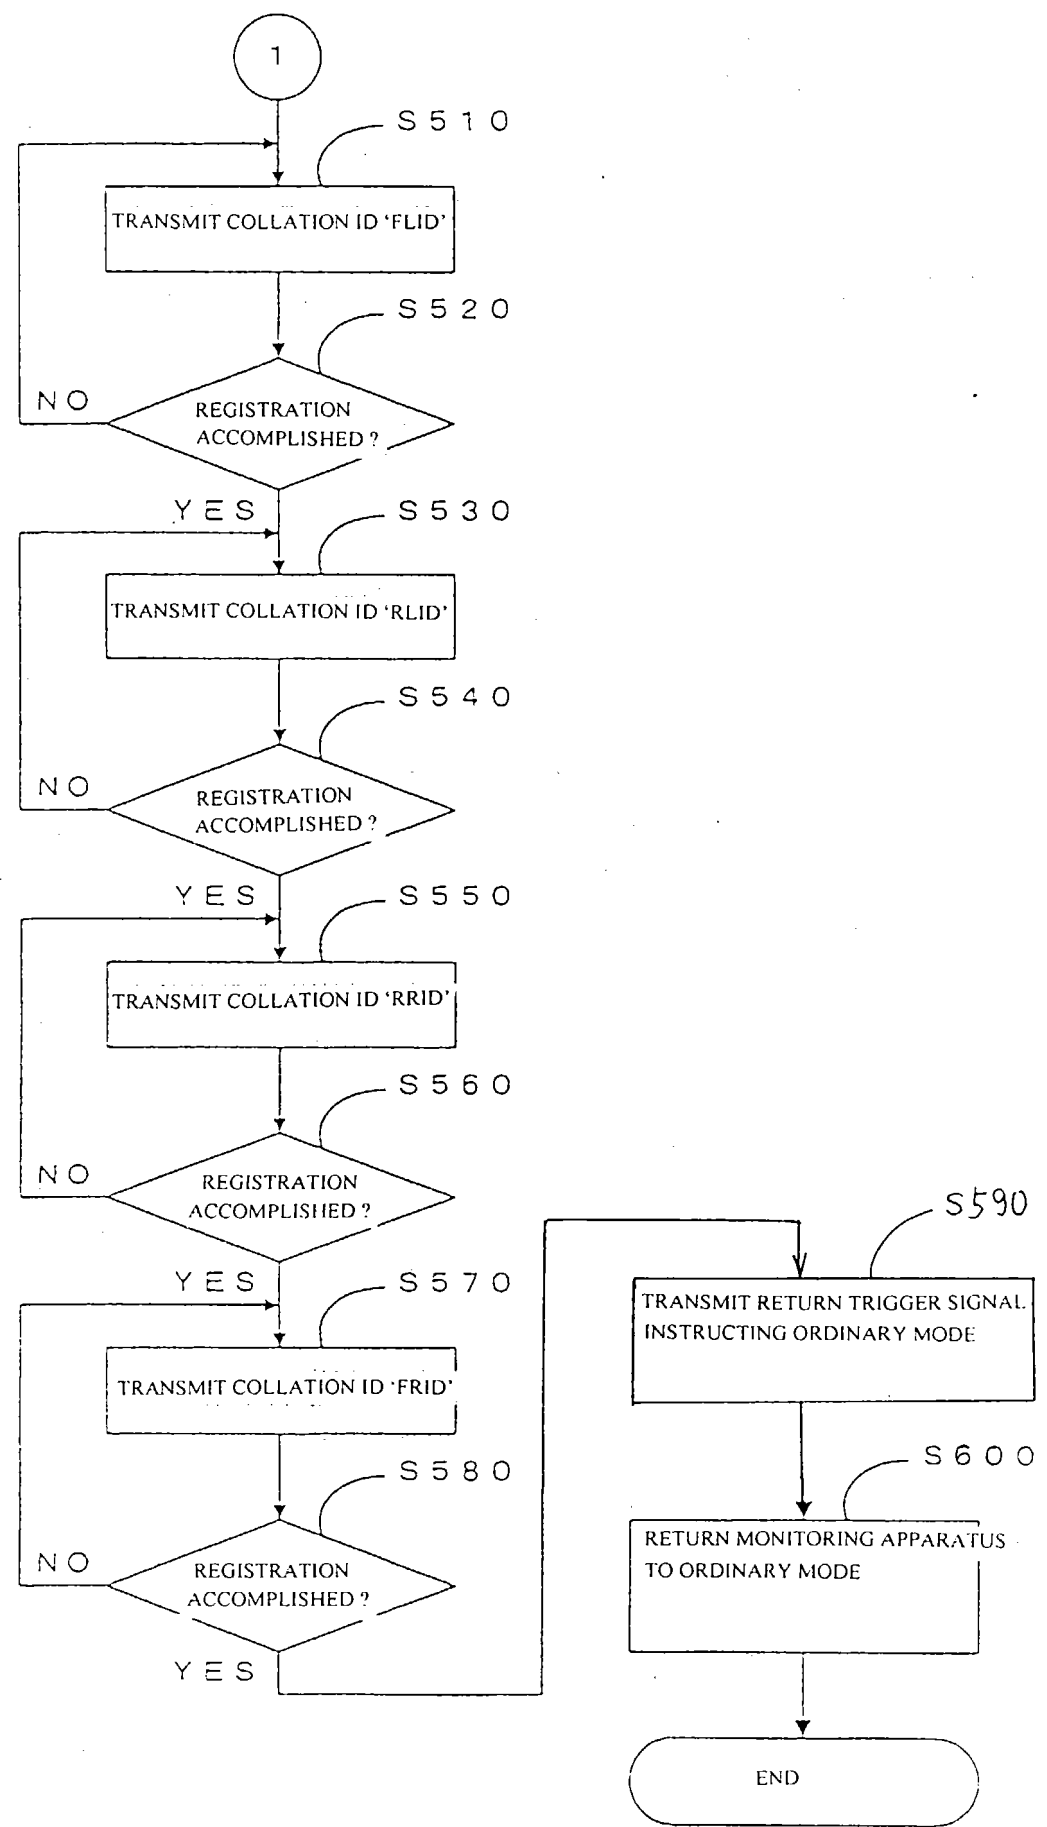 1
S510
TRANSMIT COLLATION ID 'FLID'
S520
NO
REGISTRATION
ACCOMPLISHED ?
YES
S530
TRANSMIT COLLATION ID 'RLID'
S540
NO
REGISTRATION
ACCOMPLISHED ?
YES
S550
TRANSMIT COLLATION ID 'RRID'
S560
NO
REGISTRATION
ACCOMPLISHED ?
YES
S570
TRANSMIT COLLATION ID 'FRID'
S580
NO
REGISTRATION
ACCOMPLISHED ?
YES
S590
TRANSMIT RETURN TRIGGER SIGNAL
INSTRUCTING ORDINARY MODE
S600
RETURN MONITORING APPARATUS
TO ORDINARY MODE
END